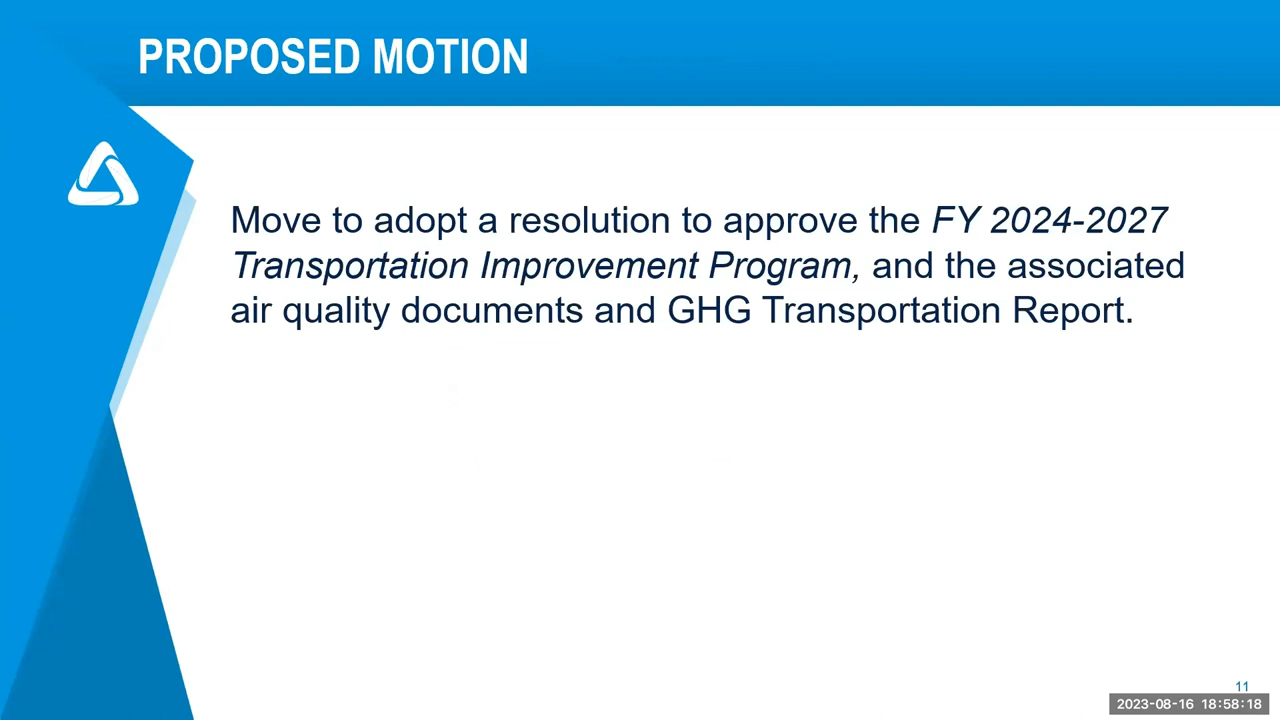 PROPOSED MOTION
Move to adopt a resolution to approve the FY 2024-2027
Transportation Improvement Program, and the associated
air quality documents and GHG Transportation Report.
11
2023-08-16 18:58:18